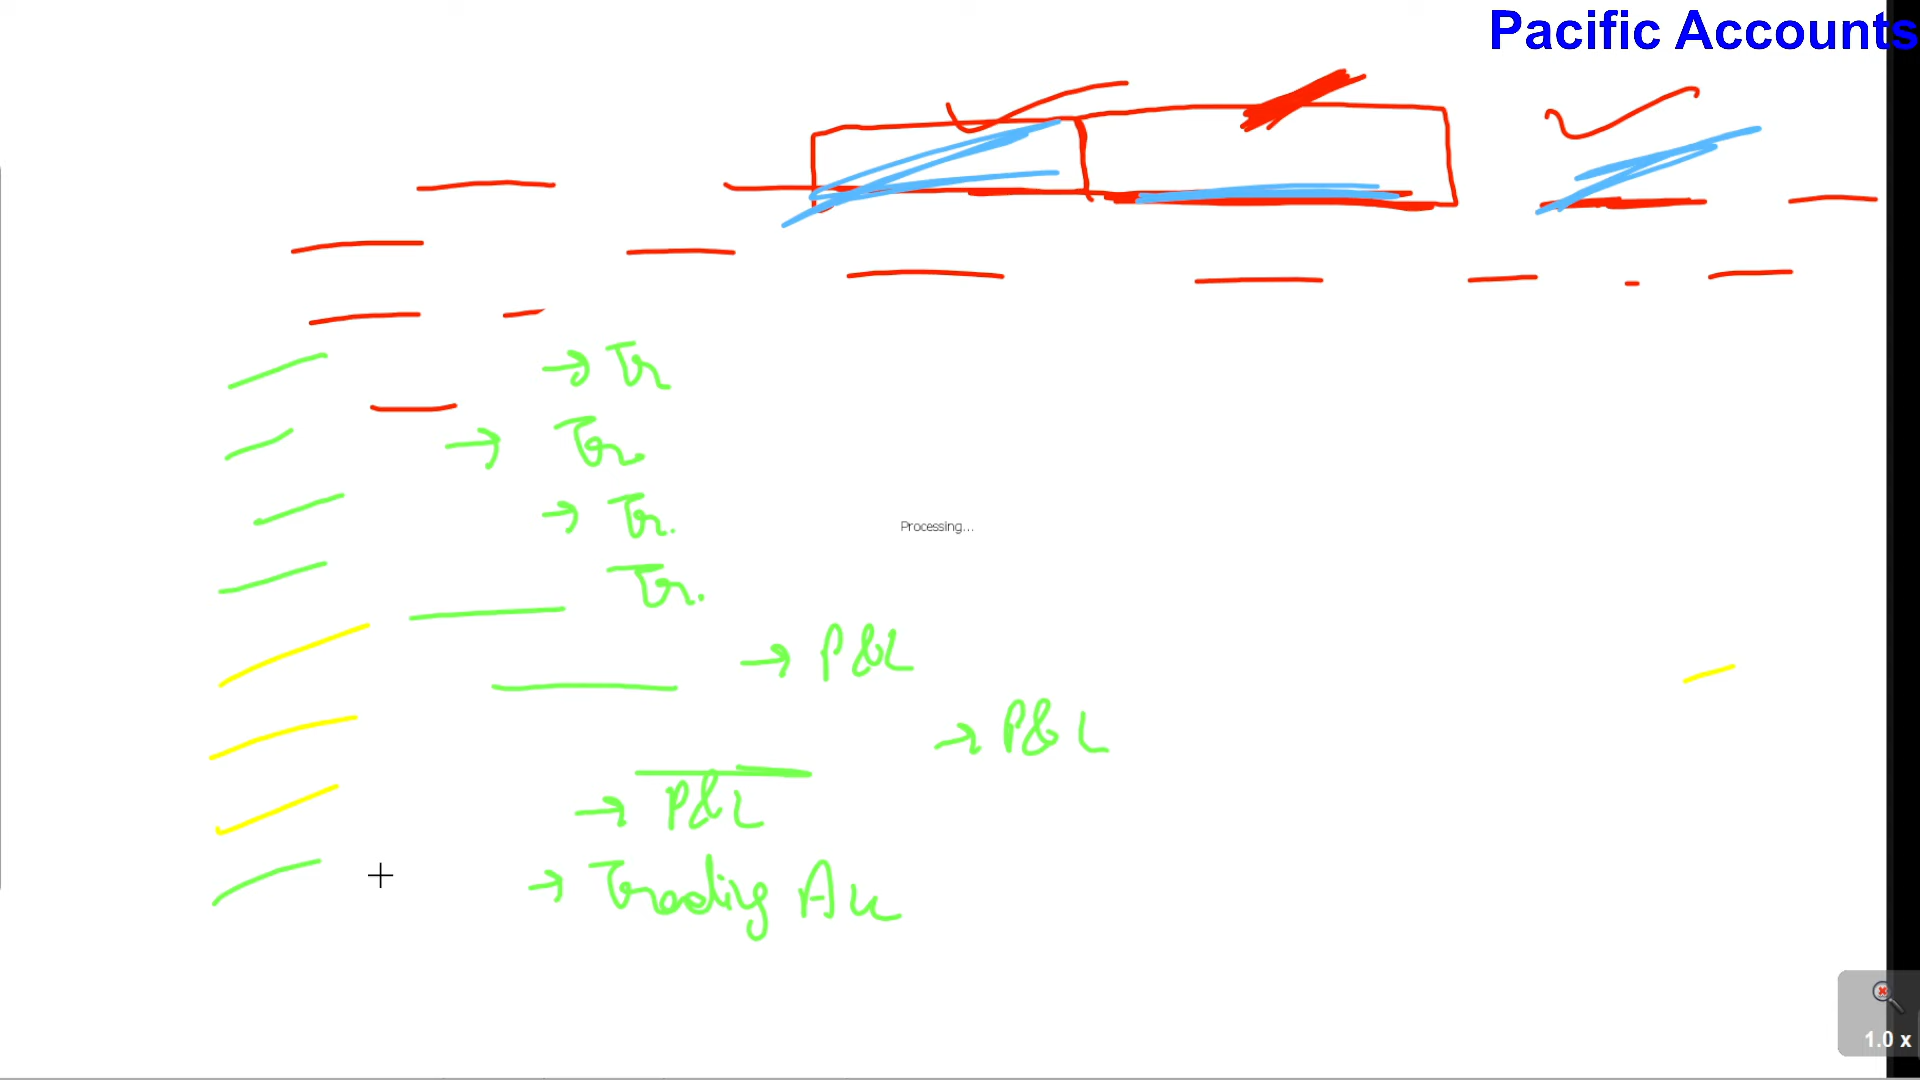 Pacific Accounts
→ Tr
→ Tr.
→ Tr.
Processing...
Tr.
→ P&L
→ P&L
→ P&L
→ Trading A/c
1.0 x